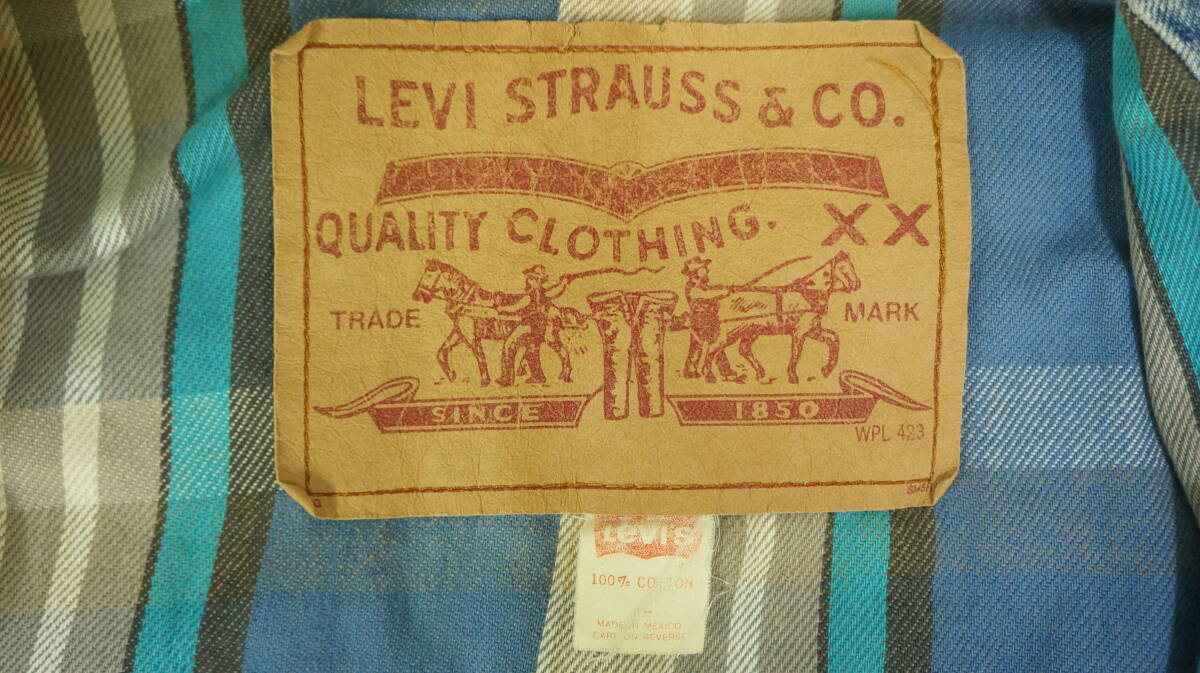 LEVI STRAUSS & CO.
QUALITY CLOTHING. XX
TRADE MARK
SINCE 1850
WPL 423
G
Levi's
100% COTTON
MADE IN MEXICO
CARE ON REVERSE